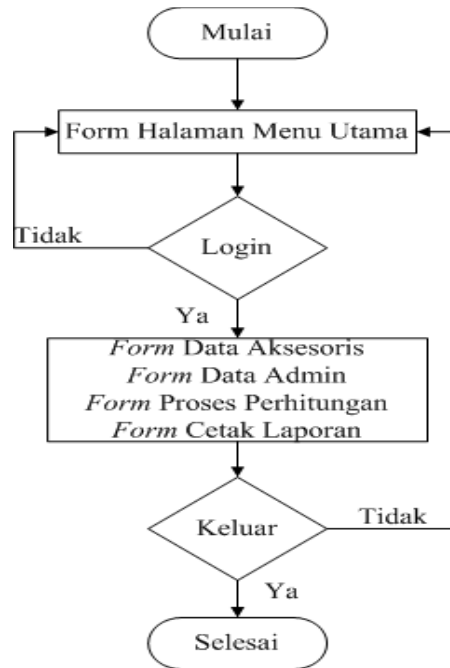 Mulai
Form Halaman Menu Utama
Tidak
Login
Ya
Form Data Aksesoris
Form Data Admin
Form Proses Perhitungan
Form Cetak Laporan
Keluar
Tidak
Ya
Selesai